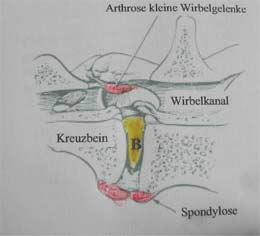 Arthrose kleine Wirbelgelenke
Wirbelkanal
Kreuzbein
B
Spondylose